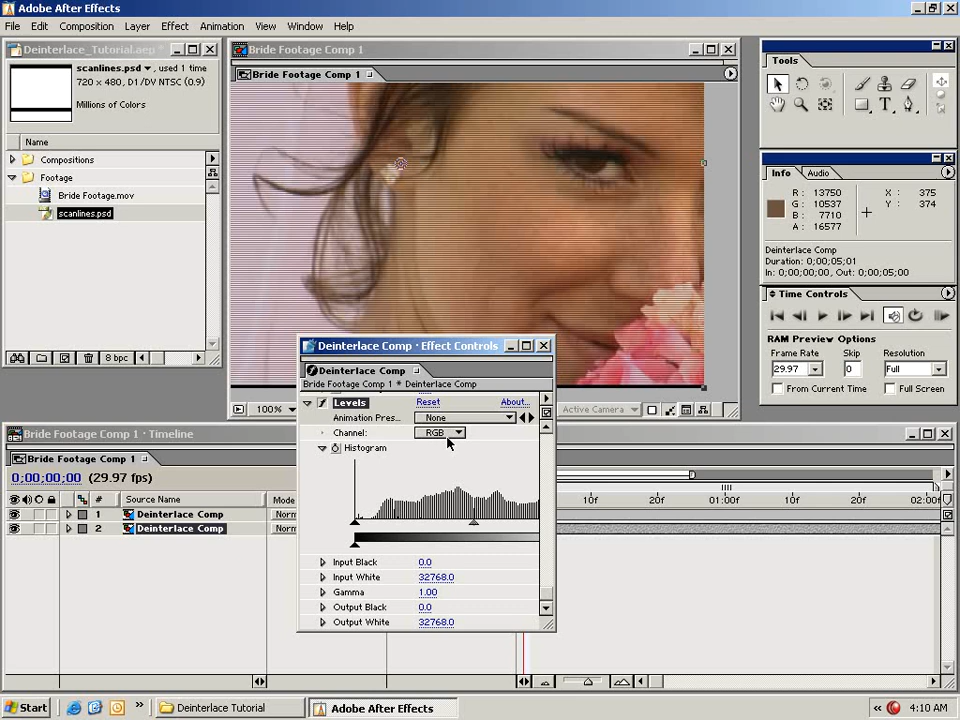 Adobe After Effects
File Edit Composition Layer Effect Animation View Window Help
Deinterlace_Tutorial.aep *
scanlines.psd , used 1 time
720 x 480, D1/DV NTSC (0.9)
Millions of Colors
Name
Compositions
Footage
Bride Footage.mov
scanlines.psd
8 bpc
Bride Footage Comp 1
Bride Footage Comp 1
100%
Active Camera
Tools
T
Info Audio
R : 13750 X : 375
G : 10537 Y : 374
B : 7710
A : 16577
Deinterlace Comp
Duration: 0;00;05;01
In: 0;00;00;00, Out: 0;00;05;00
Time Controls
RAM Preview Options
Frame Rate Skip Resolution
29.97 0 Full
From Current Time Full Screen
Deinterlace Comp · Effect Controls
Deinterlace Comp
Bride Footage Comp 1 * Deinterlace Comp
Levels Reset About...
Animation Pres... None
Channel: RGB
Histogram
Input Black 0.0
Input White 32768.0
Gamma 1.00
Output Black 0.0
Output White 32768.0
Bride Footage Comp 1 · Timeline
Bride Footage Comp 1
0;00;00;00 (29.97 fps)
# Source Name Mode
10f 20f 01:00f 10f 20f 02:00f
1 Deinterlace Comp Norm
2 Deinterlace Comp Norm
Start Deinterlace Tutorial Adobe After Effects 4:10 AM